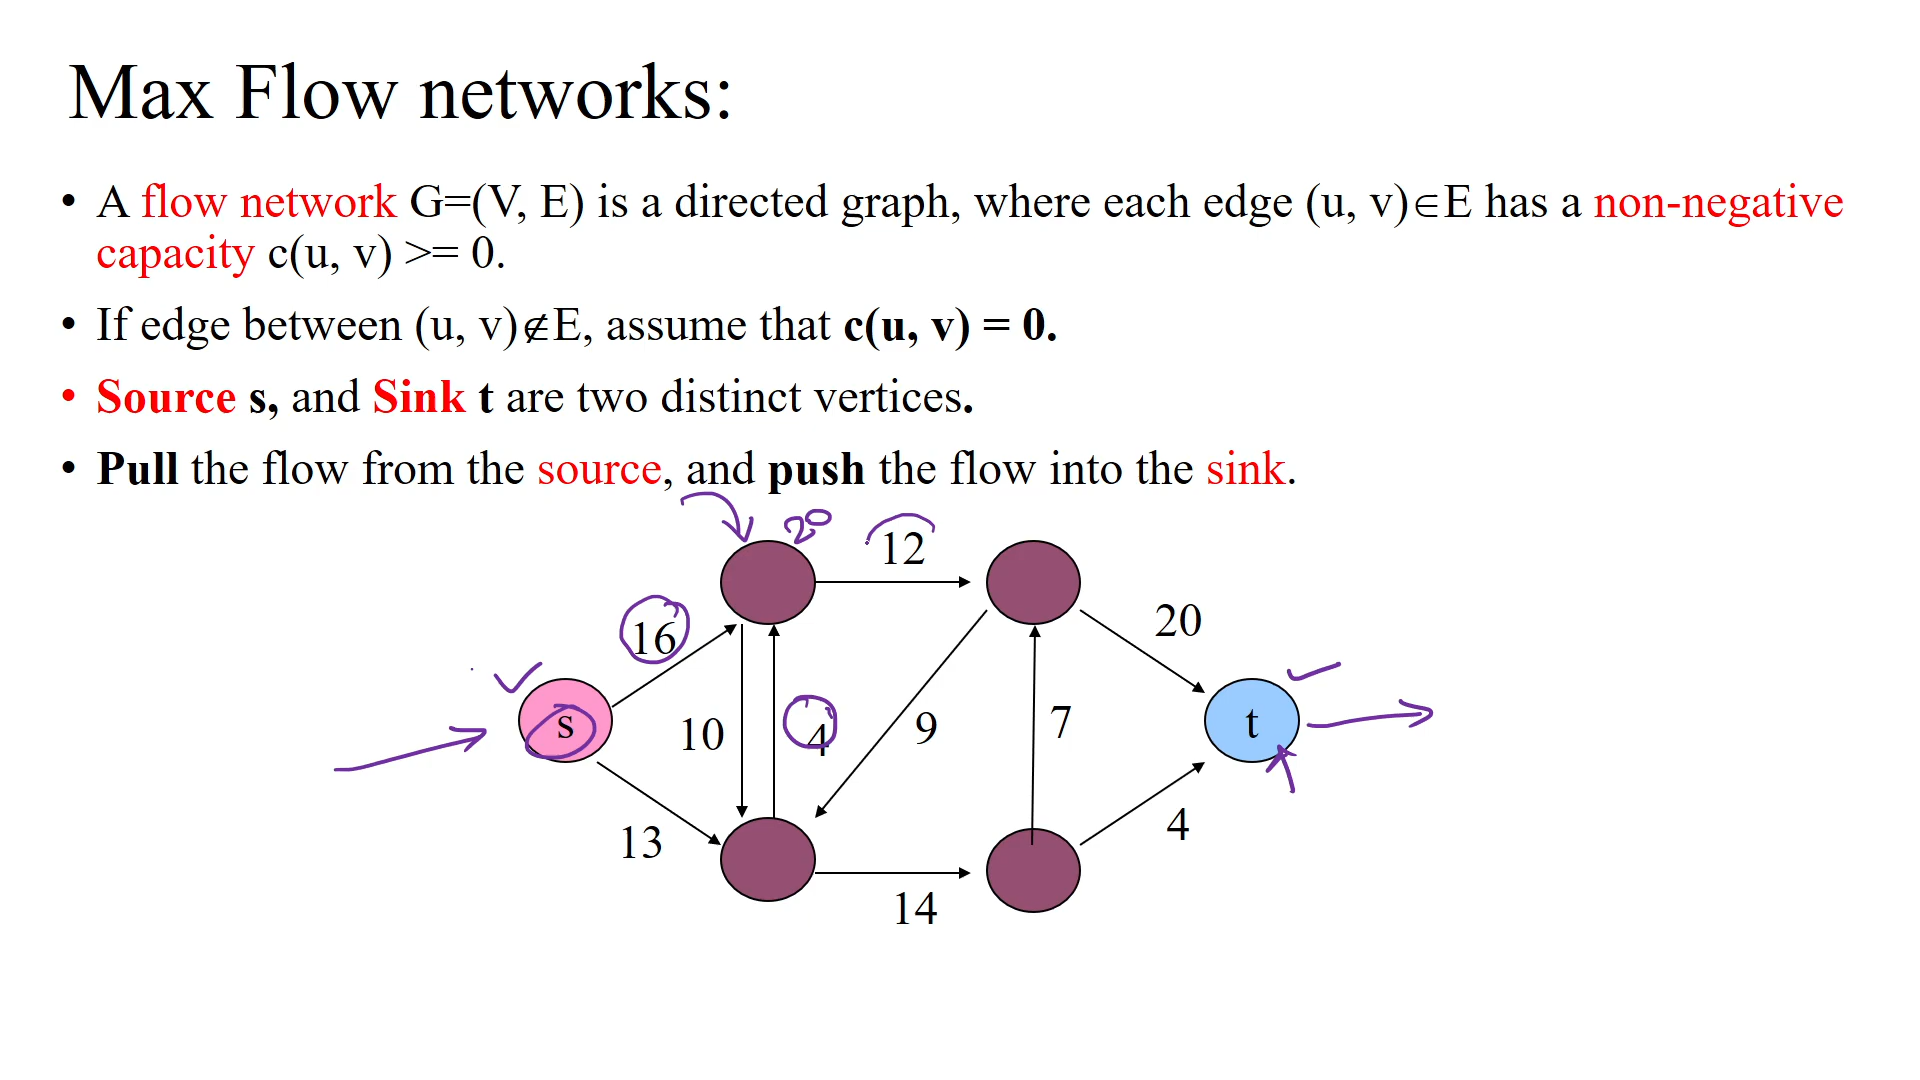 Max Flow networks:
• A flow network G=(V, E) is a directed graph, where each edge (u, v)∈E has a non-negative
capacity c(u, v) >= 0.
• If edge between (u, v)∉E, assume that c(u, v) = 0.
• Source s, and Sink t are two distinct vertices.
• Pull the flow from the source, and push the flow into the sink.
20
12
16
20
s
10
4
9
7
t
13
4
14